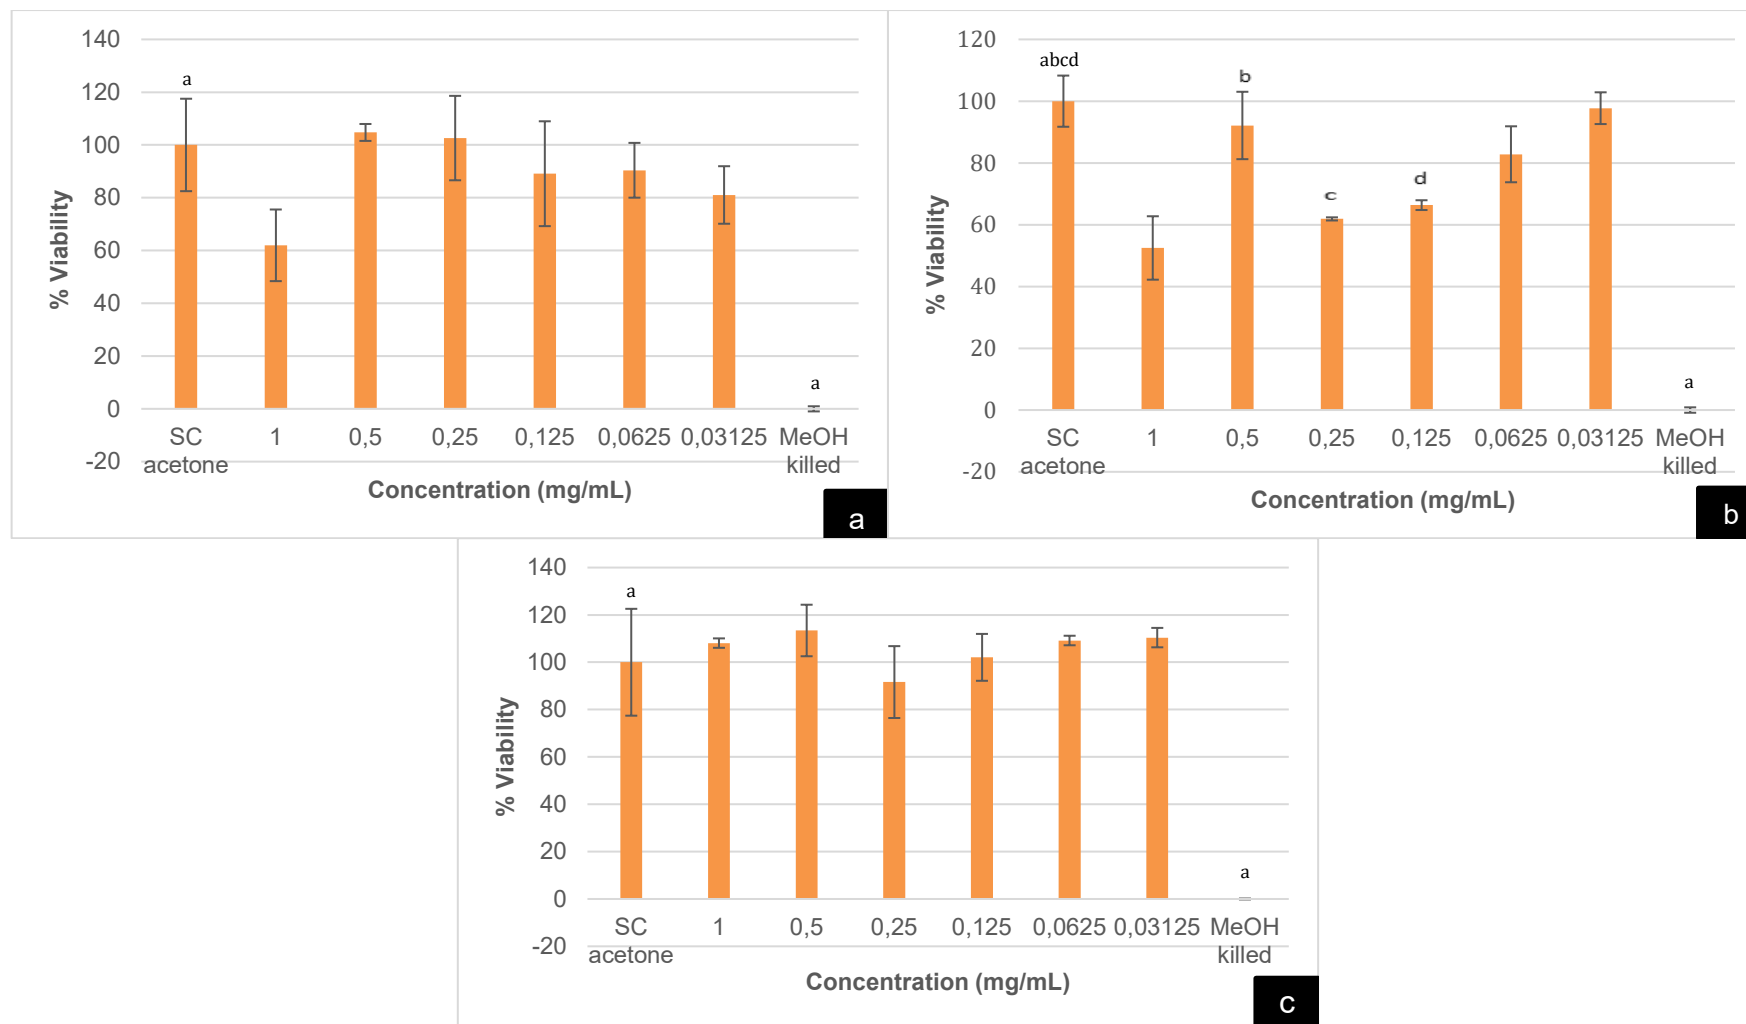 140
120
100
80
60
40
20
0
-20
% Viability
a
a
SC acetone 1 0,5 0,25 0,125 0,0625 0,03125 MeOH killed
Concentration (mg/mL)
a
120
100
80
60
40
20
0
-20
% Viability
abcd
b
c
d
a
SC acetone 1 0,5 0,25 0,125 0,0625 0,03125 MeOH killed
Concentration (mg/mL)
b
140
120
100
80
60
40
20
0
-20
% Viability
a
a
SC acetone 1 0,5 0,25 0,125 0,0625 0,03125 MeOH killed
Concentration (mg/mL)
c